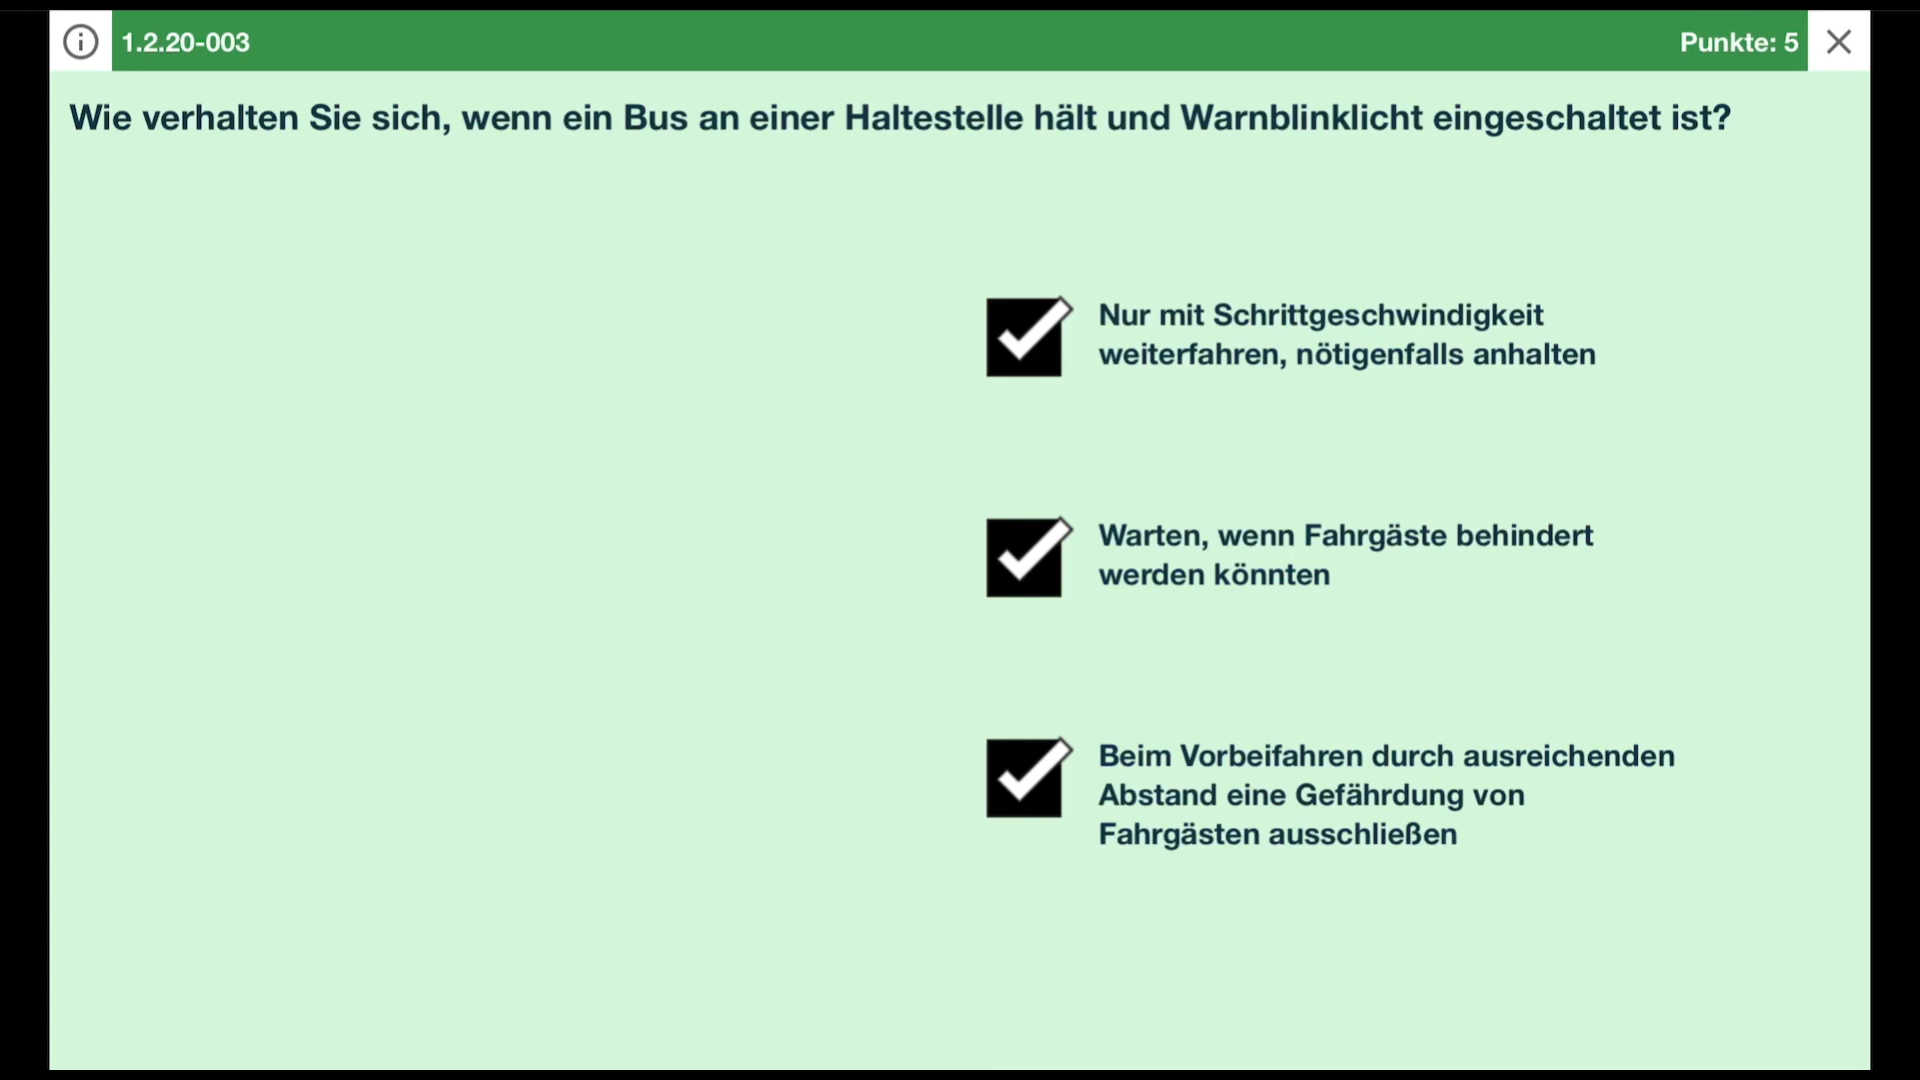 1.2.20-003
Punkte: 5
Wie verhalten Sie sich, wenn ein Bus an einer Haltestelle hält und Warnblinklicht eingeschaltet ist?
Nur mit Schrittgeschwindigkeit
weiterfahren, nötigenfalls anhalten
Warten, wenn Fahrgäste behindert
werden könnten
Beim Vorbeifahren durch ausreichenden
Abstand eine Gefährdung von
Fahrgästen ausschließen